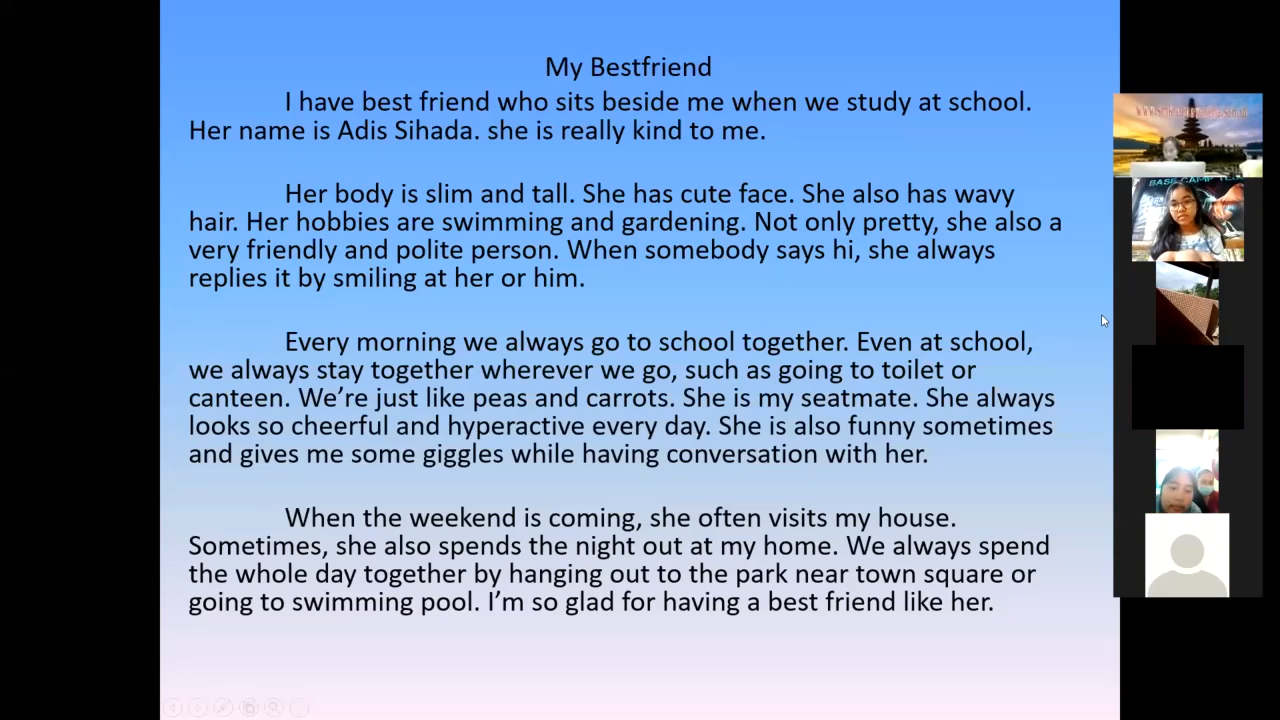 My Bestfriend
I have best friend who sits beside me when we study at school.
Her name is Adis Sihada. she is really kind to me.
Her body is slim and tall. She has cute face. She also has wavy
hair. Her hobbies are swimming and gardening. Not only pretty, she also a
very friendly and polite person. When somebody says hi, she always
replies it by smiling at her or him.
Every morning we always go to school together. Even at school,
we always stay together wherever we go, such as going to toilet or
canteen. We’re just like peas and carrots. She is my seatmate. She always
looks so cheerful and hyperactive every day. She is also funny sometimes
and gives me some giggles while having conversation with her.
When the weekend is coming, she often visits my house.
Sometimes, she also spends the night out at my home. We always spend
the whole day together by hanging out to the park near town square or
going to swimming pool. I’m so glad for having a best friend like her.
BASE CAMP